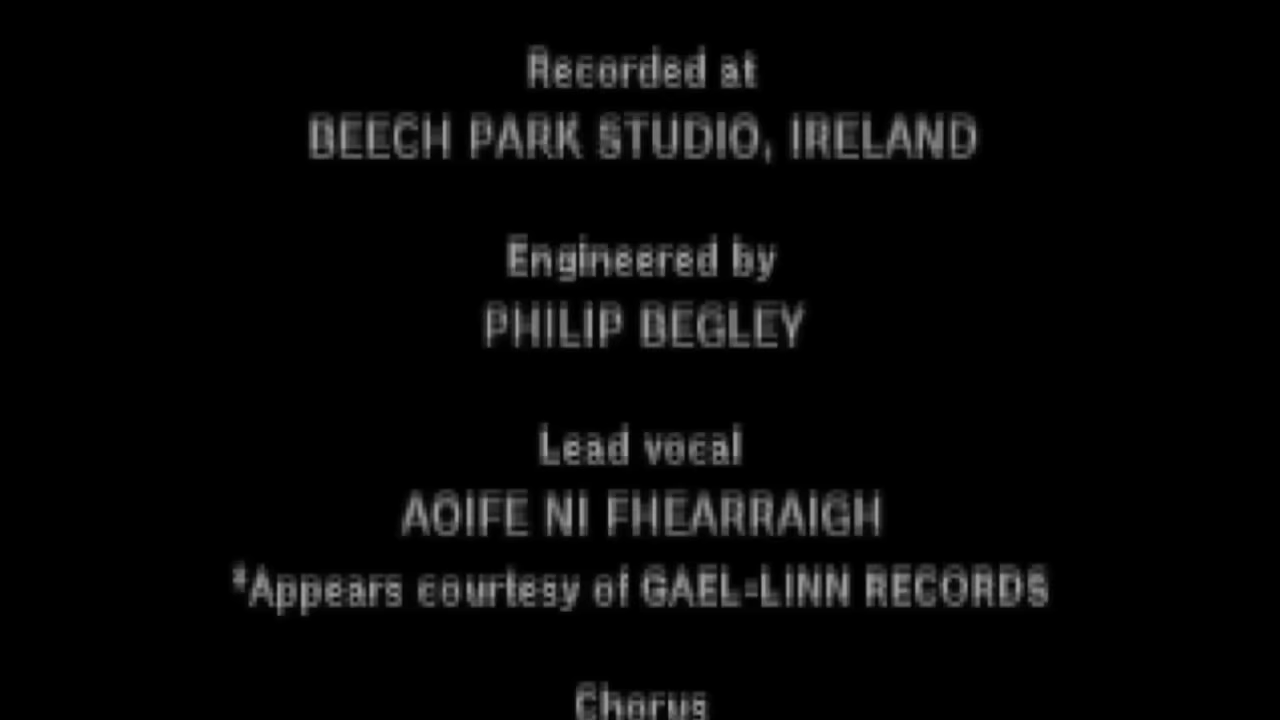 Recorded at
BEECH PARK STUDIO, IRELAND
Engineered by
PHILIP BEGLEY
Lead vocal
AOIFE NI FHEARRAIGH
*Appears courtesy of GAEL-LINN RECORDS
Chorus